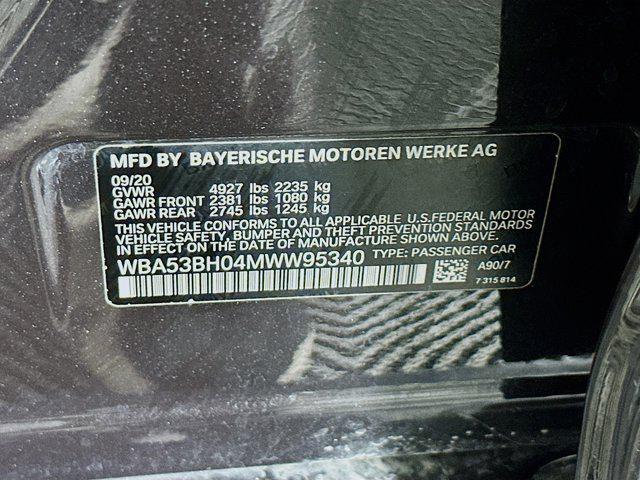 MFD BY BAYERISCHE MOTOREN WERKE AG
09/20
GVWR 4927 lbs 2235 kg
GAWR FRONT 2381 lbs 1080 kg
GAWR REAR 2745 lbs 1245 kg
THIS VEHICLE CONFORMS TO ALL APPLICABLE U.S.FEDERAL MOTOR
VEHICLE SAFETY, BUMPER, AND THEFT PREVENTION STANDARDS
IN EFFECT ON THE DATE OF MANUFACTURE SHOWN ABOVE.
WBA53BH04MWW95340 TYPE: PASSENGER CAR
A90/7
7 315 814